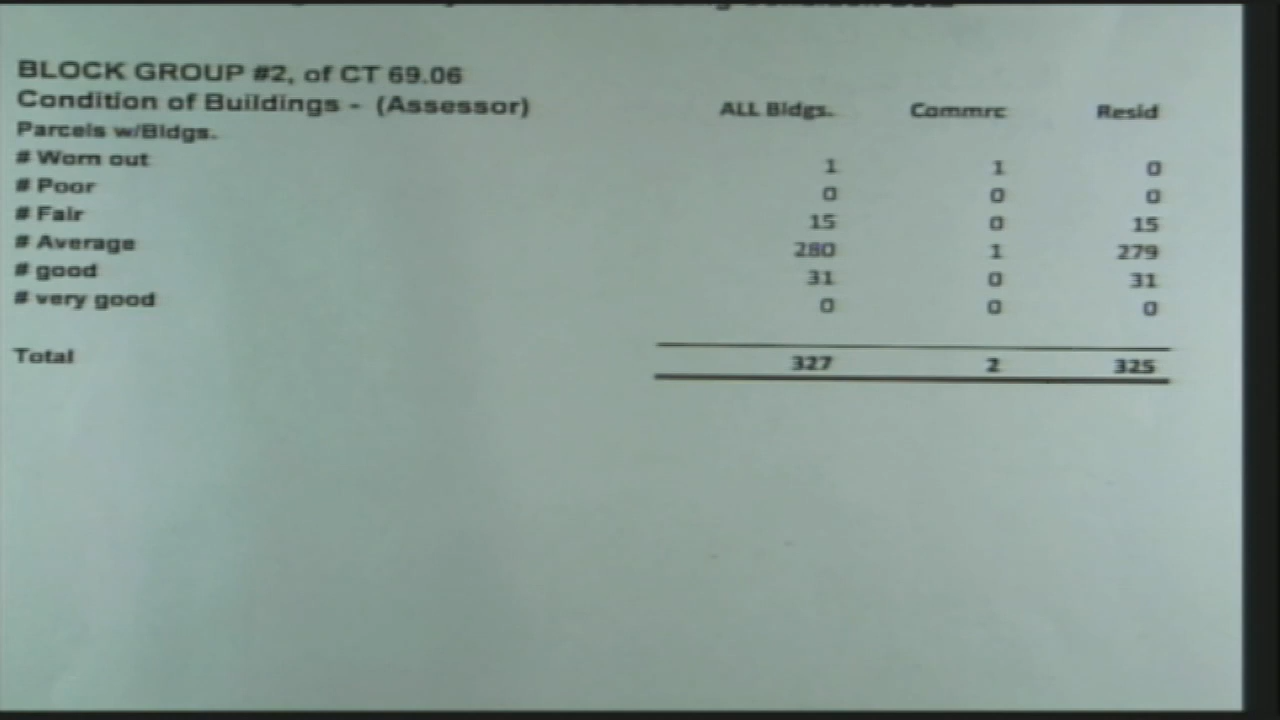 BLOCK GROUP #2, of CT 69.06
Condition of Buildings - (Assessor) ALL Bldgs. Commrc Resid
Parcels w/Bldgs.
# Worn out 1 1 0
# Poor 0 0 0
# Fair 15 0 15
# Average 280 1 279
# good 31 0 31
# very good 0 0 0
Total 327 2 325